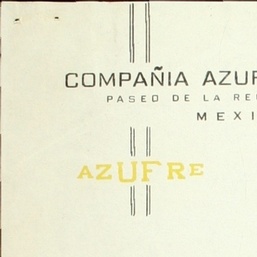 COMPAÑIA AZUF
PASEO DE LA RE
MEXI
AZUFRE